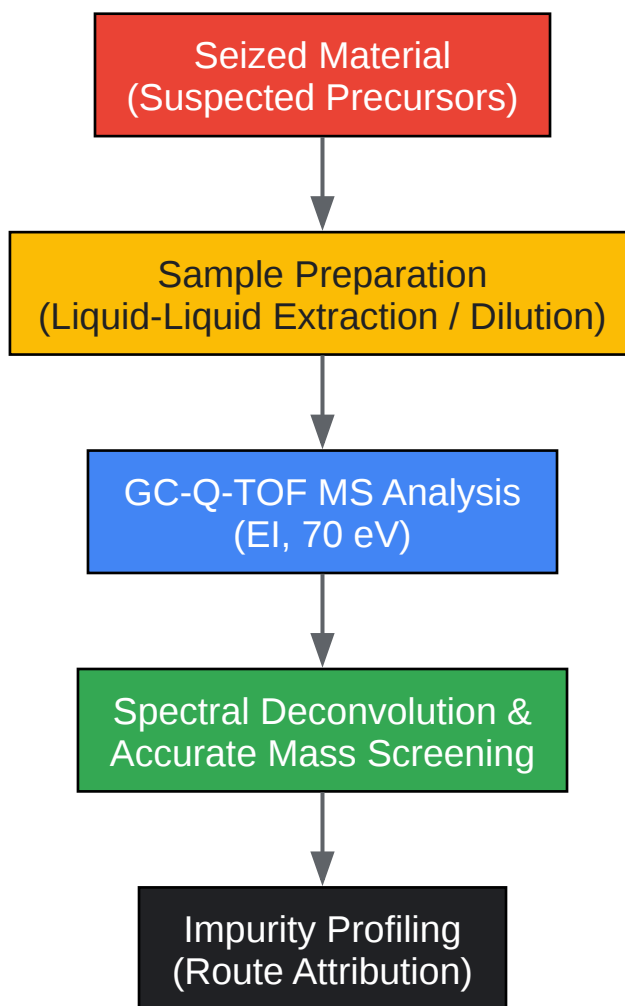 Seized Material
(Suspected Precursors)
Sample Preparation
(Liquid-Liquid Extraction / Dilution)
GC-Q-TOF MS Analysis
(EI, 70 eV)
Spectral Deconvolution &
Accurate Mass Screening
Impurity Profiling
(Route Attribution)